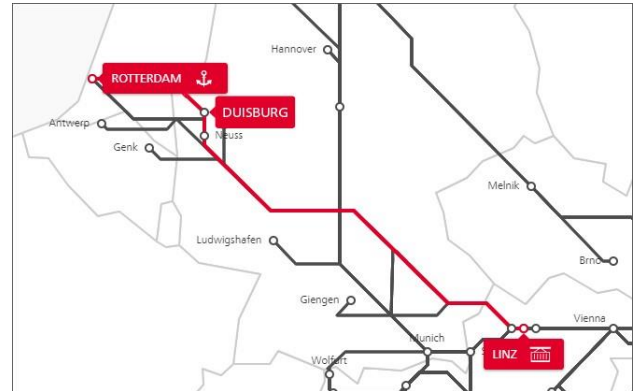 Hannover
ROTTERDAM
DUISBURG
Antwerp
Neuss
Genk
Melnik
Ludwigshafen
Brno
Giengen
Vienna
Munich
LINZ
Wolfurt